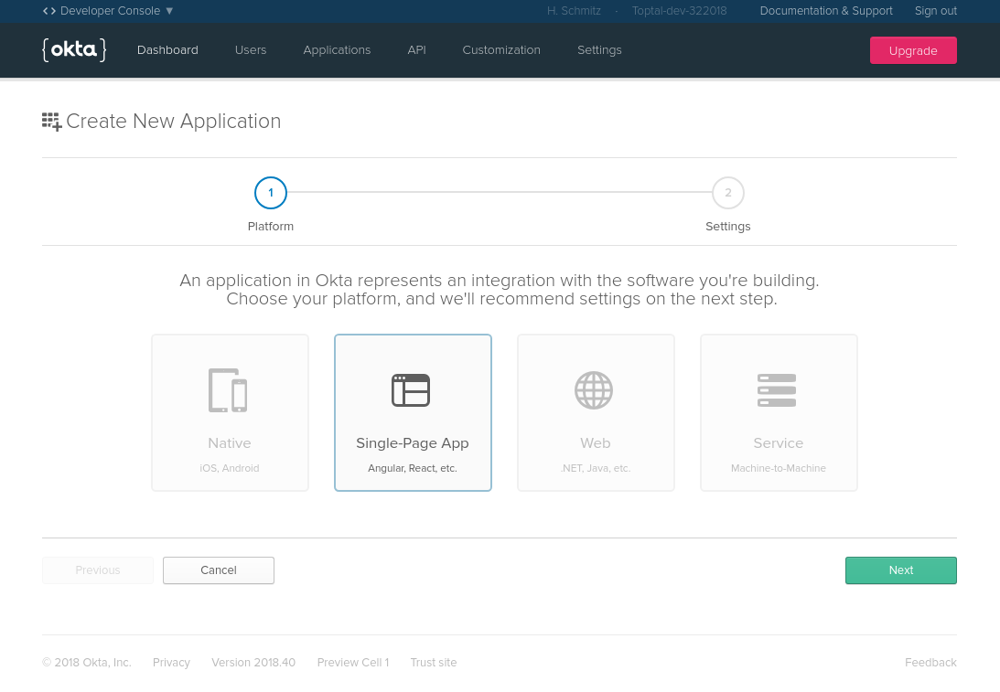 Developer Console ▼
H. Schmitz · Toptal-dev-322018 Documentation & Support Sign out
{okta} Dashboard Users Applications API Customization Settings Upgrade
Create New Application
1 2
Platform Settings
An application in Okta represents an integration with the software you're building.
Choose your platform, and we'll recommend settings on the next step.
Native Single-Page App Web Service
iOS, Android Angular, React, etc. .NET, Java, etc. Machine-to-Machine
Previous Cancel Next
© 2018 Okta, Inc. Privacy Version 2018.40 Preview Cell 1 Trust site Feedback